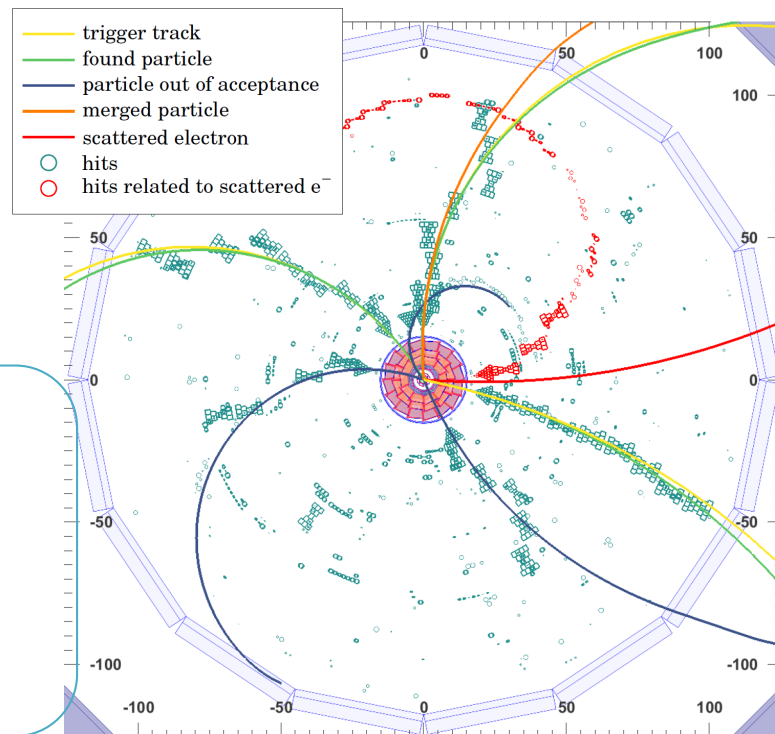 trigger track
found particle
particle out of acceptance
merged particle
scattered electron
hits
hits related to scattered e⁻
0 50 100
100
50 50
0 0
-50 -50
-100 -100
-100 -50 0 50 100